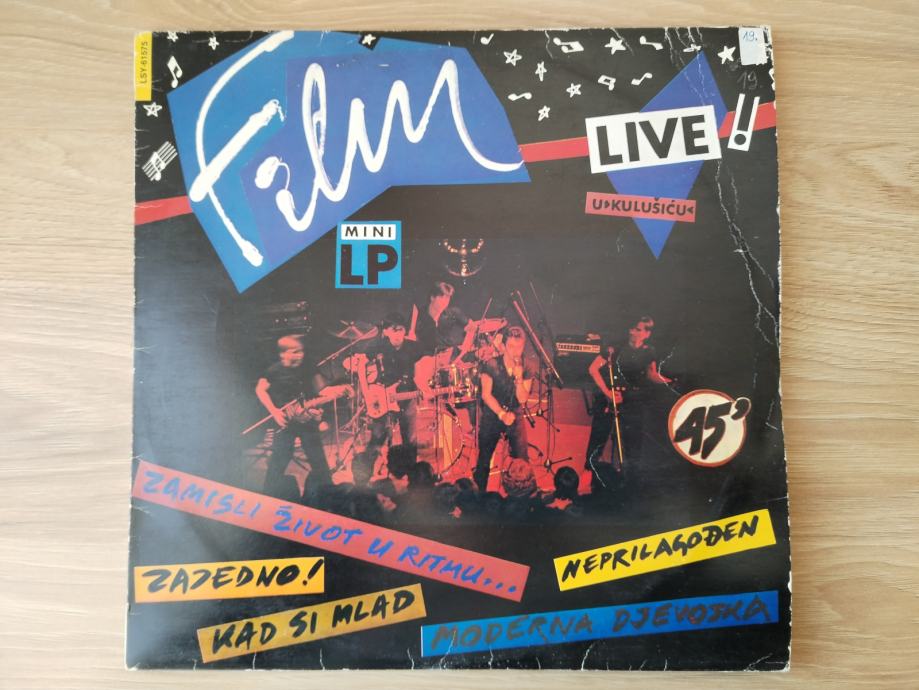 LSY-61575
19.
19
Film
LIVE!!
U»KULUŠIĆU«
MINI
LP
45°
ZAMISLI ŽIVOT U RITMU...
NEPRILAGOĐEN
ZAJEDNO!
KAD SI MLAD
MODERNA DJEVOJKA